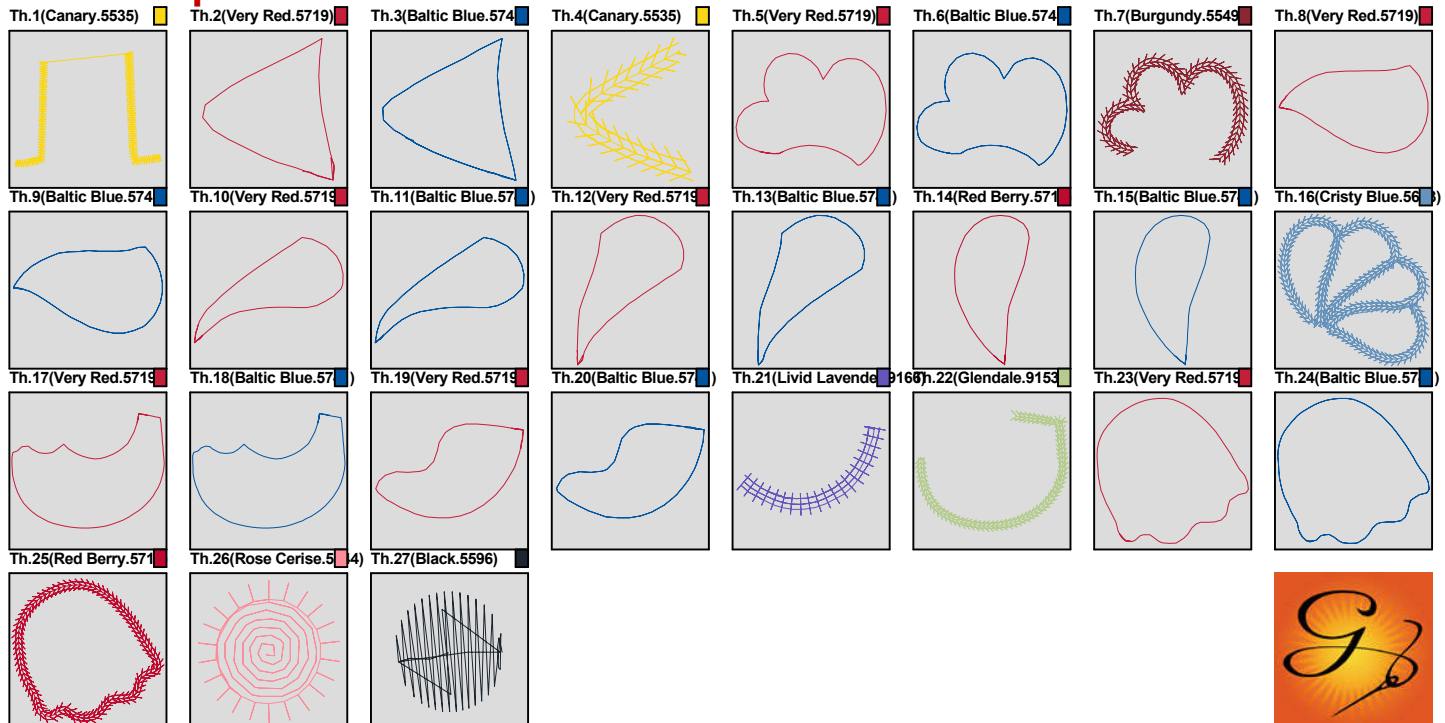 Th.1(Canary.5535) Th.2(Very Red.5719) Th.3(Baltic Blue.574 Th.4(Canary.5535) Th.5(Very Red.5719) Th.6(Baltic Blue.574 Th.7(Burgundy.5549 Th.8(Very Red.5719)
Th.9(Baltic Blue.574 Th.10(Very Red.5719 Th.11(Baltic Blue.57 ) Th.12(Very Red.5719 Th.13(Baltic Blue.57 ) Th.14(Red Berry.571 Th.15(Baltic Blue.57 ) Th.16(Cristy Blue.56 3)
Th.17(Very Red.5719 Th.18(Baltic Blue.57 ) Th.19(Very Red.5719 Th.20(Baltic Blue.57 ) Th.21(Livid Lavende 9166) Th.22(Glendale.9153 Th.23(Very Red.5719 Th.24(Baltic Blue.57 )
Th.25(Red Berry.571 Th.26(Rose Cerise.5 4) Th.27(Black.5596)